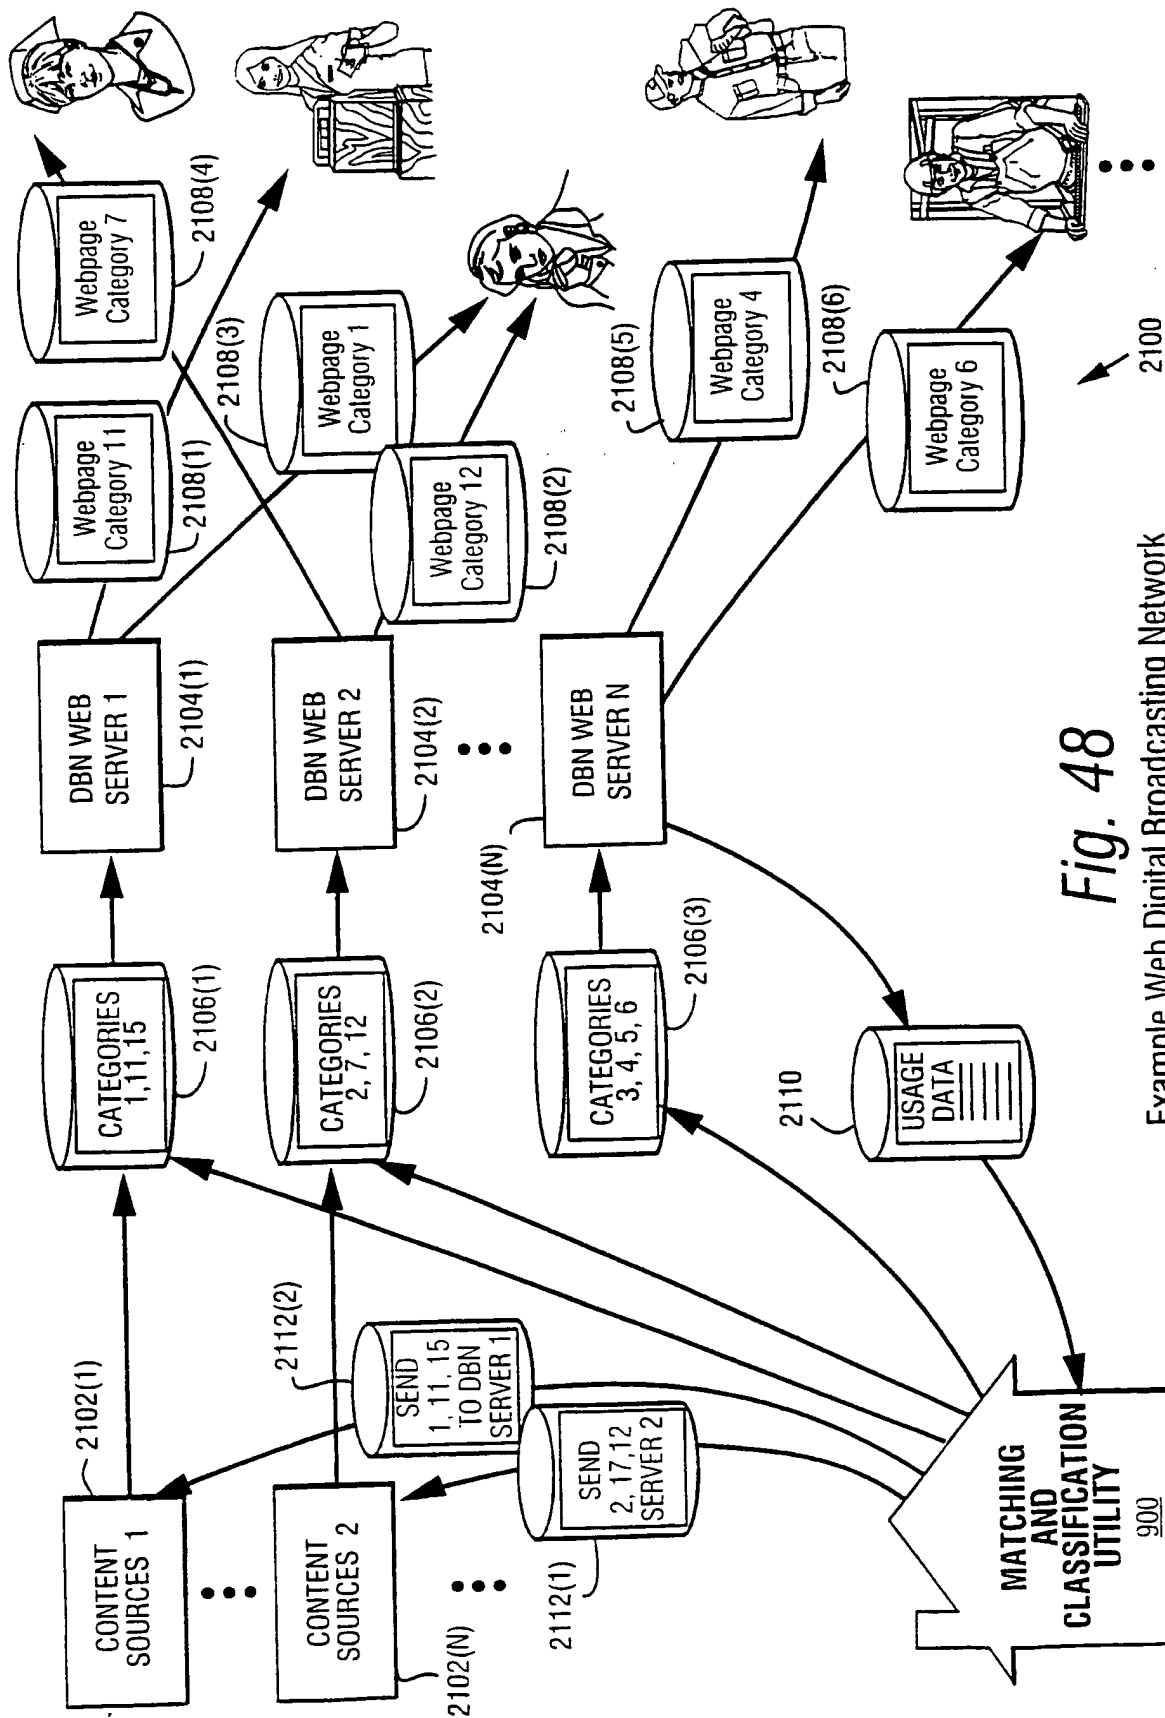 CONTENT
SOURCES 1
2102(1)
CONTENT
SOURCES 2
2102(N)
SEND
1, 11, 15
TO DBN
SERVER 1
2112(2)
SEND
2, 17,12
SERVER 2
2112(1)
MATCHING
AND
CLASSIFICATION
UTILITY
900
CATEGORIES
1,11,15
2106(1)
CATEGORIES
2, 7, 12
2106(2)
CATEGORIES
3, 4, 5, 6
2106(3)
USAGE
DATA
2110
DBN WEB
SERVER 1
2104(1)
DBN WEB
SERVER 2
2104(2)
DBN WEB
SERVER N
2104(N)
Webpage
Category 11
2108(1)
Webpage
Category 7
2108(4)
Webpage
Category 1
2108(3)
Webpage
Category 12
2108(2)
Webpage
Category 4
2108(5)
Webpage
Category 6
2108(6)
2100
Fig. 48
Example Web Digital Broadcasting Network